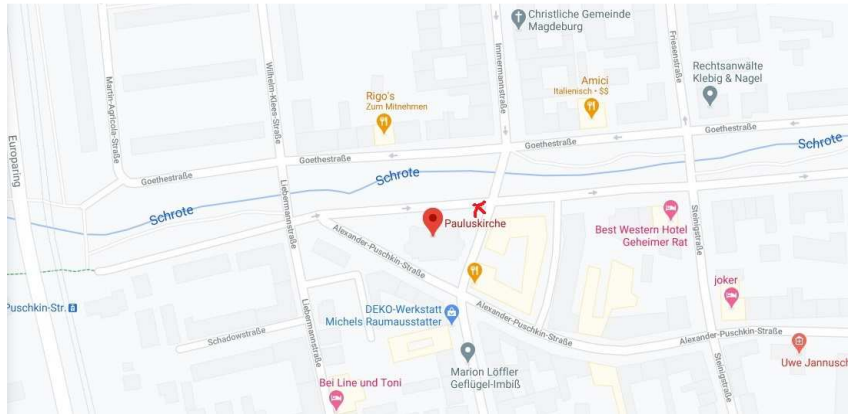 Christliche Gemeinde
Magdeburg
Immermannstraße
Friesenstraße
Martin-Agricola-Straße
Wilhelm-Klees-Straße
Rechtsanwälte
Klebig & Nagel
Amici
Italienisch • $$
Rigo's
Zum Mitnehmen
Europaring
Goethestraße
Goethestraße
Goethestraße
Schrote
Schrote
Schrote
Liebermannstraße
Pauluskirche
Best Western Hotel
Geheimer Rat
Steinigstraße
Alexander-Puschkin-Straße
joker
Puschkin-Str.
DEKO-Werkstatt
Michels Raumausstatter
Alexander-Puschkin-Straße
Alexander-Puschkin-Straße
Schadowstraße
Liebermannstraße
Marion Löffler
Geflügel-Imbiß
Steinigstraße
Uwe Jannusch
Bei Line und Toni